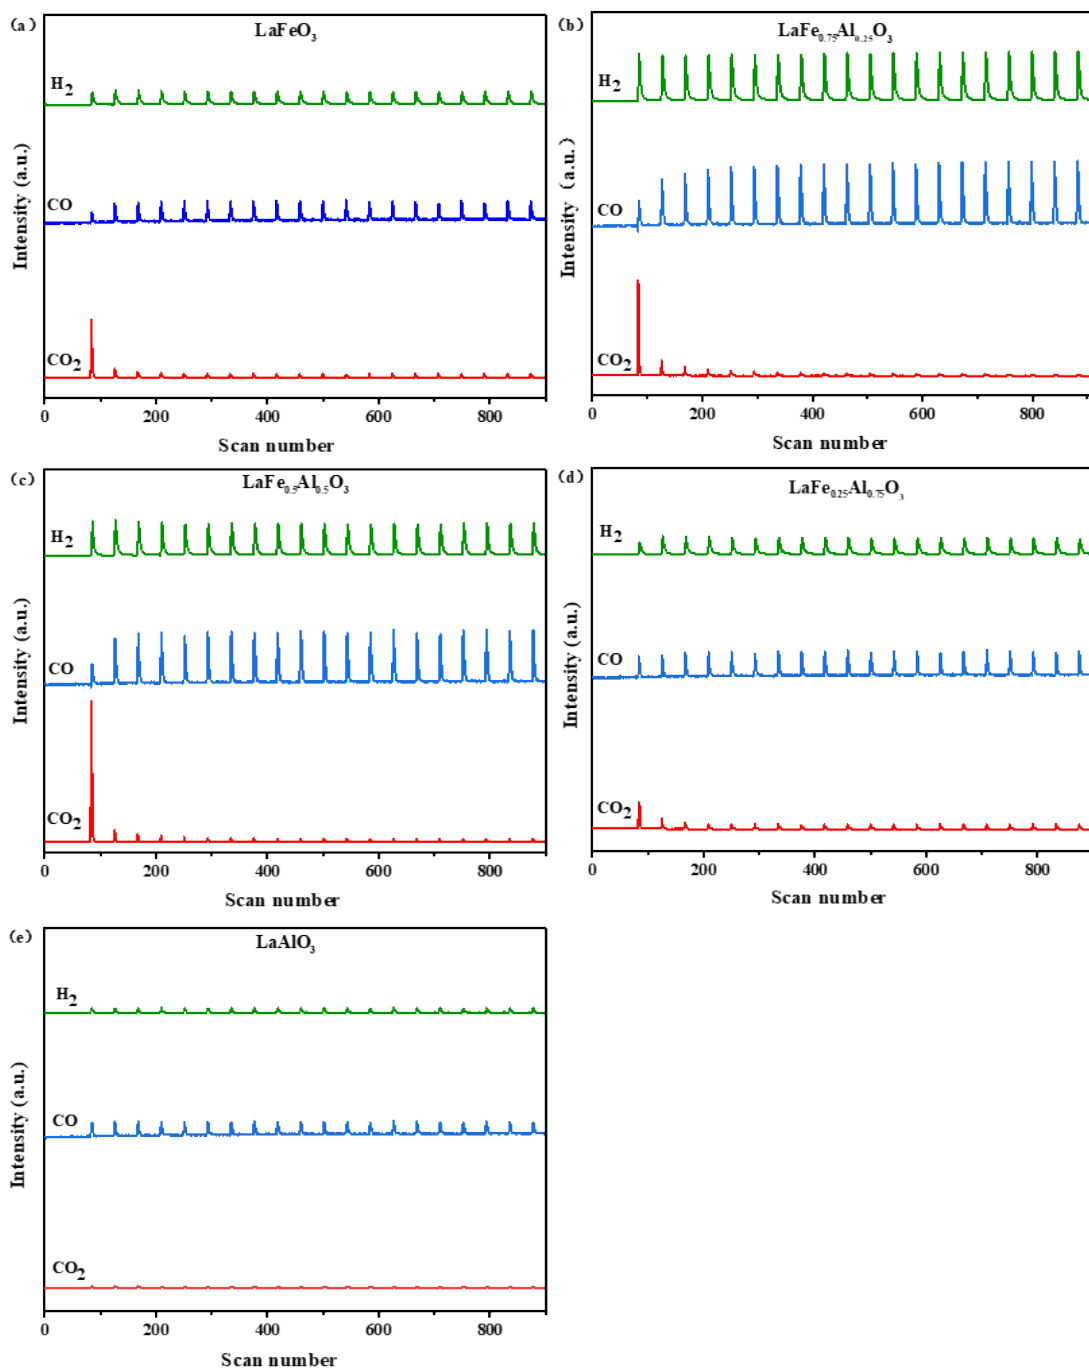 (a)
LaFeO₃
H₂
CO
CO₂
Intensity (a.u.)
0 200 400 600 800
Scan number
(b)
LaFe₀.₇₅Al₀.₂₅O₃
H₂
CO
CO₂
Intensity (a.u.)
0 200 400 600 800
Scan number
(c)
LaFe₀.₅Al₀.₅O₃
H₂
CO
CO₂
Intensity (a.u.)
0 200 400 600 800
Scan number
(d)
LaFe₀.₂₅Al₀.₇₅O₃
H₂
CO
CO₂
Intensity (a.u.)
0 200 400 600 800
Scan number
(e)
LaAlO₃
H₂
CO
CO₂
Intensity (a.u.)
0 200 400 600 800
Scan number